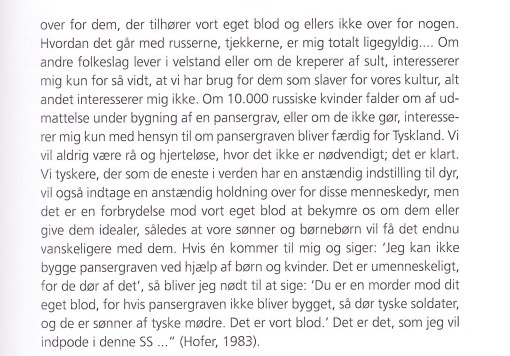 over for dem, der tilhører vort eget blod og ellers ikke over for nogen.
Hvordan det går med russerne, tjekkerne, er mig totalt ligegyldig.... Om
andre folkeslag lever i velstand eller om de kreperer af sult, interesserer
mig kun for så vidt, at vi har brug for dem som slaver for vores kultur, alt
andet interesserer mig ikke. Om 10.000 russiske kvinder falder om af ud-
mattelse under bygning af en pansergrav, eller om de ikke gør, interesse-
rer mig kun med hensyn til om pansergraven bliver færdig for Tyskland. Vi
vil aldrig være rå og hjerteløse, hvor det ikke er nødvendigt; det er klart.
Vi tyskere, der som de eneste i verden har en anstændig indstilling til dyr,
vil også indtage en anstændig holdning over for disse menneskedyr, men
det er en forbrydelse mod vort eget blod at bekymre os om dem eller
give dem idealer, således at vore sønner og børnebørn vil få det endnu
vanskeligere med dem. Hvis én kommer til mig og siger: ‘Jeg kan ikke
bygge pansergraven ved hjælp af børn og kvinder. Det er umenneskeligt,
for de dør af det’, så bliver jeg nødt til at sige: ‘Du er en morder mod dit
eget blod, for hvis pansergraven ikke bliver bygget, så dør tyske soldater,
og de er sønner af tyske mødre. Det er vort blod.’ Det er det, som jeg vil
indpode i denne SS ...” (Hofer, 1983).